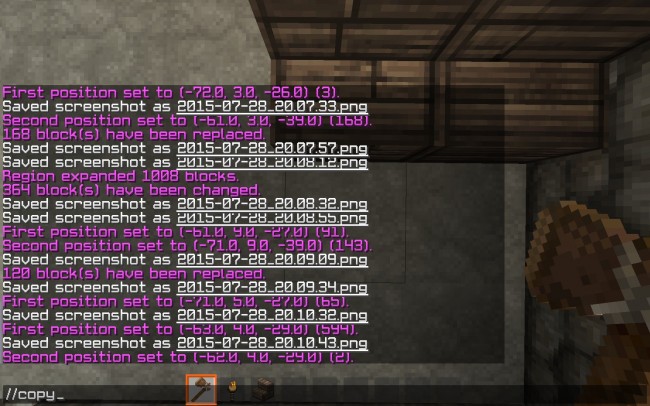 First position set to (-72.0, 3.0, -26.0) (3).
Saved screenshot as 2015-07-28_20.07.33.png
Second position set to (-61.0, 3.0, -39.0) (168).
168 block(s) have been replaced.
Saved screenshot as 2015-07-28_20.07.57.png
Saved screenshot as 2015-07-28_20.08.12.png
Region expanded 1008 blocks.
364 block(s) have been changed.
Saved screenshot as 2015-07-28_20.08.32.png
Saved screenshot as 2015-07-28_20.08.55.png
First position set to (-61.0, 9.0, -27.0) (91).
Second position set to (-71.0, 9.0, -39.0) (143).
Saved screenshot as 2015-07-28_20.09.09.png
120 block(s) have been replaced.
Saved screenshot as 2015-07-28_20.09.34.png
First position set to (-71.0, 5.0, -27.0) (65).
Saved screenshot as 2015-07-28_20.10.32.png
First position set to (-63.0, 4.0, -29.0) (594).
Saved screenshot as 2015-07-28_20.10.43.png
Second position set to (-62.0, 4.0, -29.0) (2).
//copy_